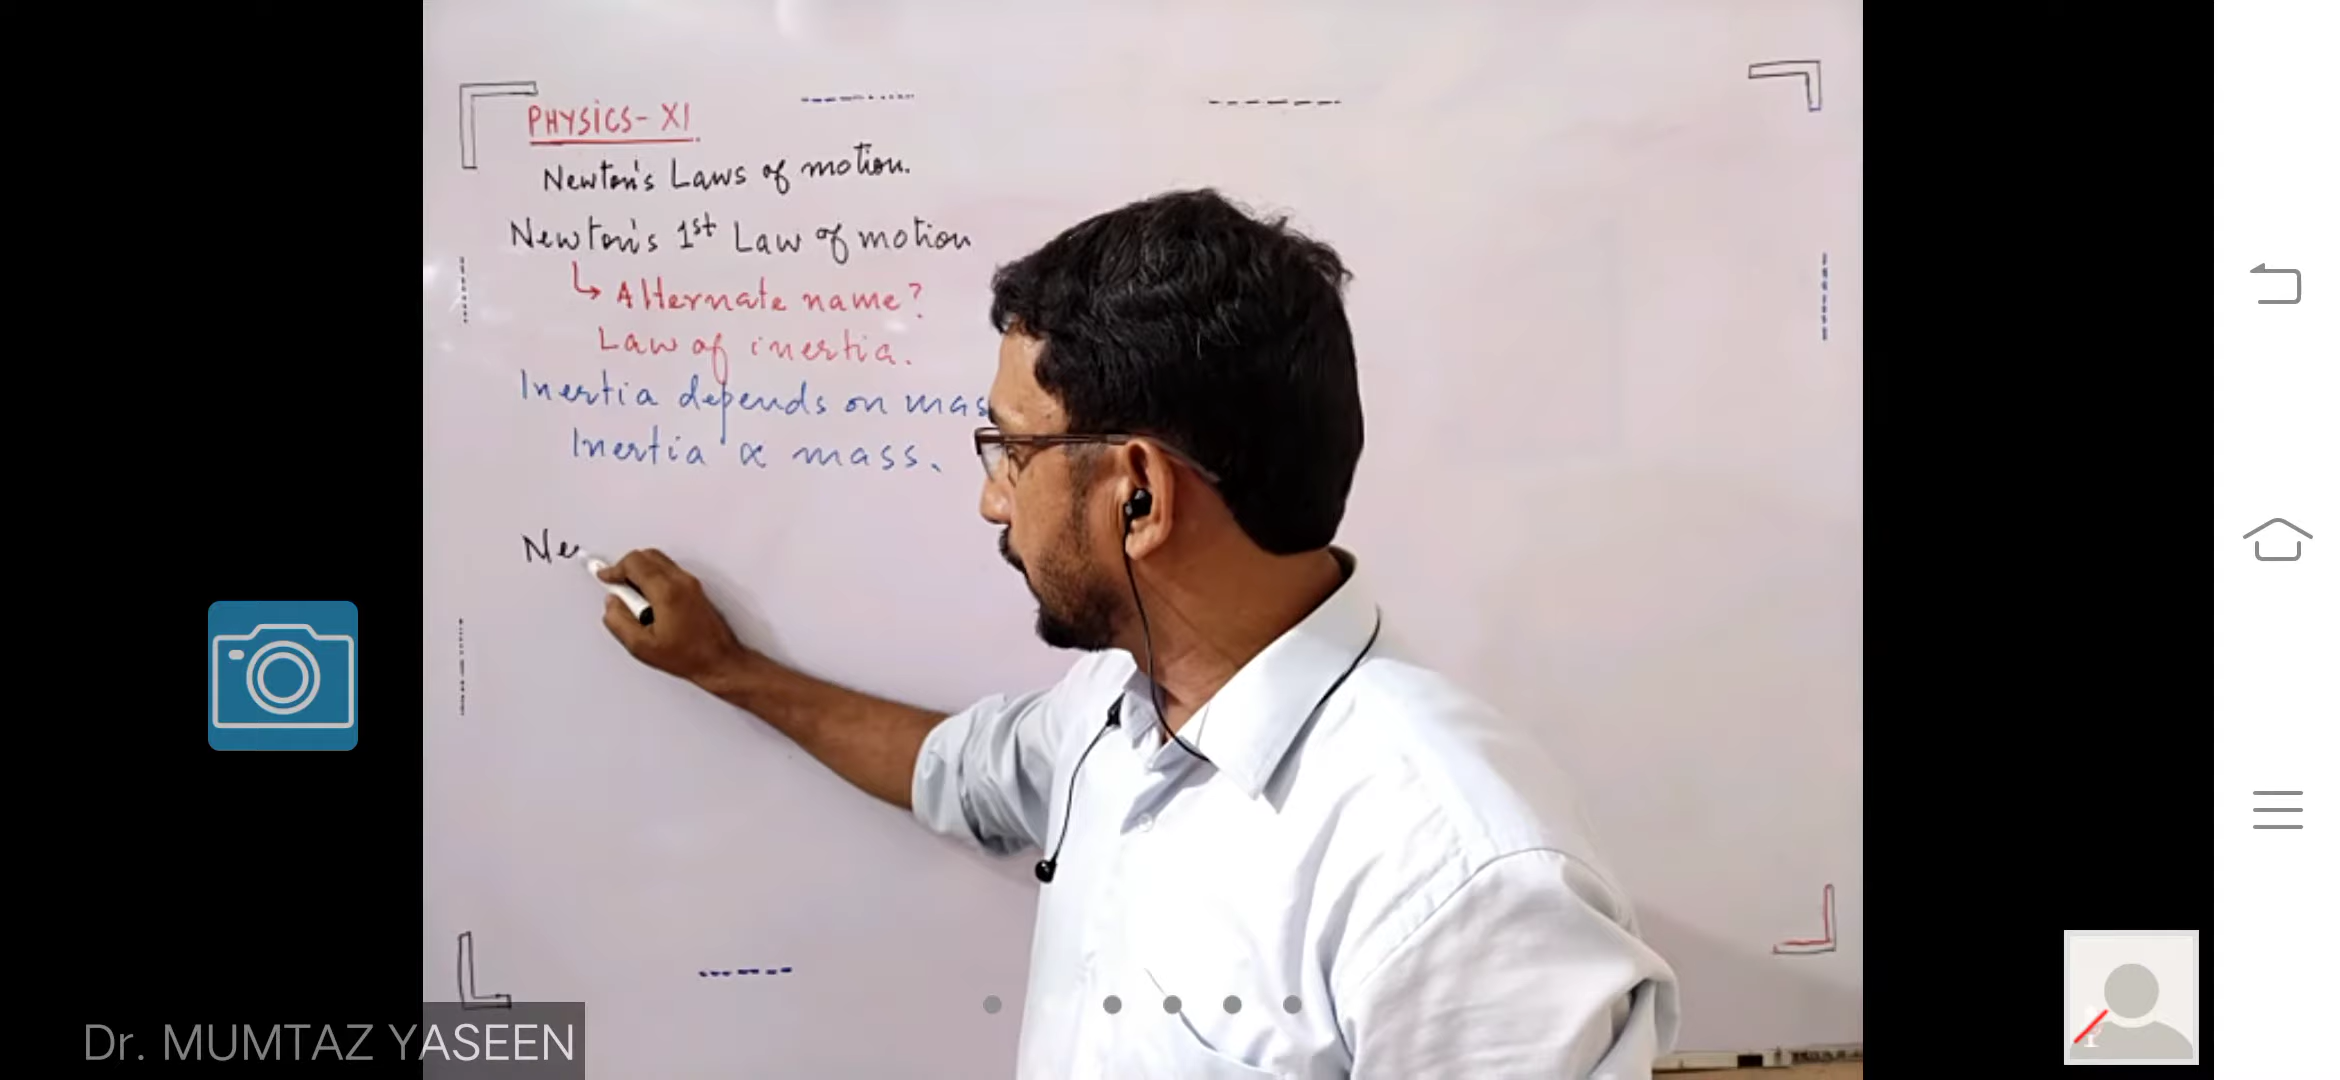 PHYSICS - XI
Newton's Laws of motion.
Newton's 1st Law of motion
↳ Alternate name?
Law of inertia.
Inertia depends on mas
Inertia ∝ mass.
Ne
Dr. MUMTAZ YASEEN